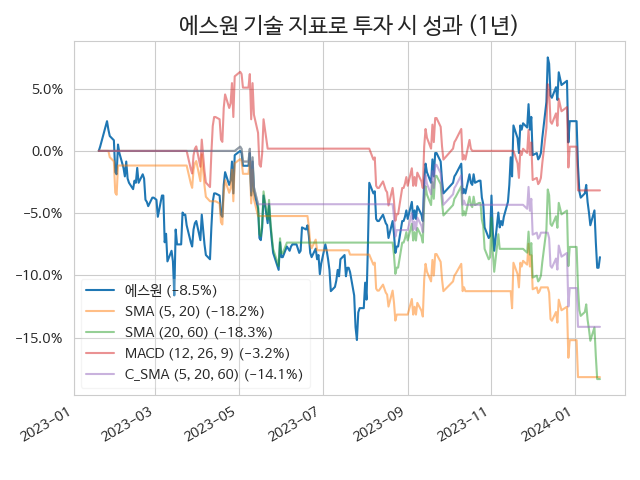 에스원 기술 지표로 투자 시 성과 (1년)
5.0%
0.0%
−5.0%
−10.0%
−15.0%
에스원 (−8.5%)
SMA (5, 20) (−18.2%)
SMA (20, 60) (−18.3%)
MACD (12, 26, 9) (−3.2%)
C_SMA (5, 20, 60) (−14.1%)
2023-01
2023-03
2023-05
2023-07
2023-09
2023-11
2024-01